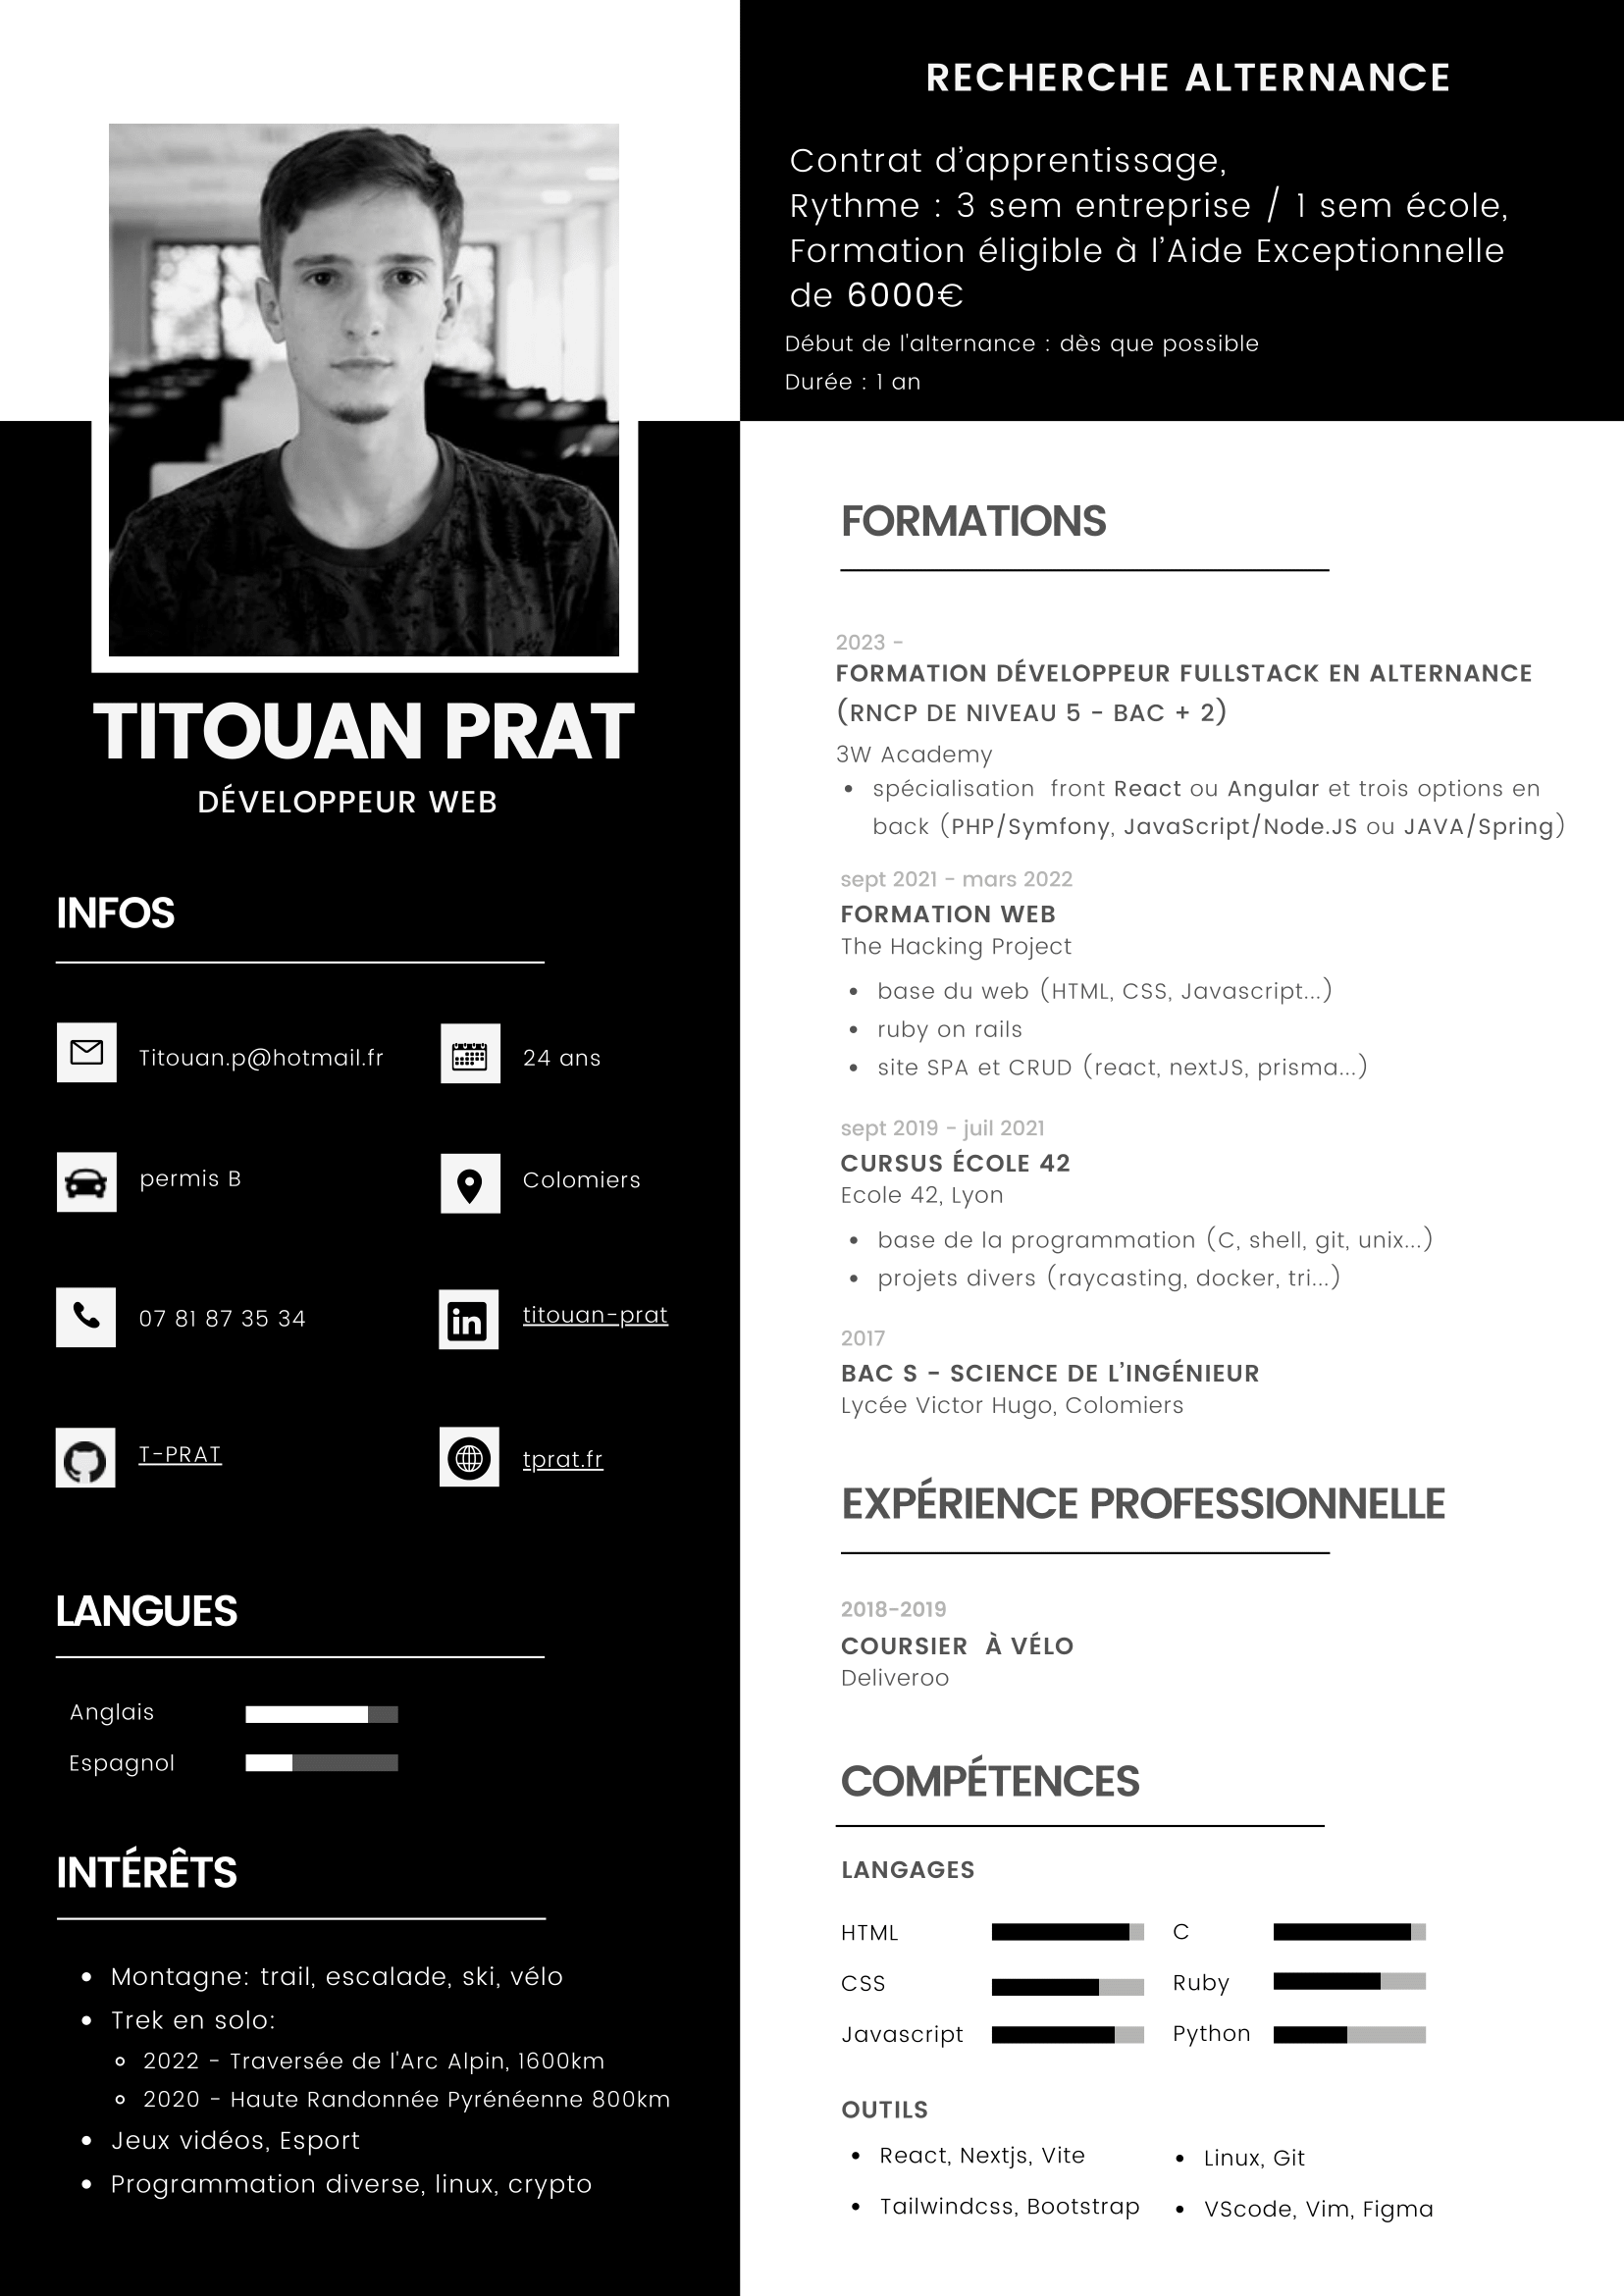 RECHERCHE ALTERNANCE
Contrat d'apprentissage,
Rythme : 3 sem entreprise / 1 sem école,
Formation éligible à l'Aide Exceptionnelle
de 6000€
Début de l'alternance : dès que possible
Durée : 1 an
TITOUAN PRAT
DÉVELOPPEUR WEB
INFOS
Titouan.p@hotmail.fr
24 ans
permis B
Colomiers
07 81 87 35 34
titouan-prat
T-PRAT
tprat.fr
LANGUES
Anglais
Espagnol
INTÉRÊTS
• Montagne: trail, escalade, ski, vélo
• Trek en solo:
◦ 2022 - Traversée de l'Arc Alpin, 1600km
◦ 2020 - Haute Randonnée Pyrénéenne 800km
• Jeux vidéos, Esport
• Programmation diverse, linux, crypto
FORMATIONS
2023 -
FORMATION DÉVELOPPEUR FULLSTACK EN ALTERNANCE
(RNCP DE NIVEAU 5 - BAC + 2)
3W Academy
• spécialisation  front React ou Angular et trois options en
back (PHP/Symfony, JavaScript/Node.JS ou JAVA/Spring)
sept 2021 - mars 2022
FORMATION WEB
The Hacking Project
• base du web (HTML, CSS, Javascript...)
• ruby on rails
• site SPA et CRUD (react, nextJS, prisma...)
sept 2019 - juil 2021
CURSUS ÉCOLE 42
Ecole 42, Lyon
• base de la programmation (C, shell, git, unix...)
• projets divers (raycasting, docker, tri...)
2017
BAC S - SCIENCE DE L'INGÉNIEUR
Lycée Victor Hugo, Colomiers
EXPÉRIENCE PROFESSIONNELLE
2018-2019
COURSIER  À VÉLO
Deliveroo
COMPÉTENCES
LANGAGES
HTML
C
CSS
Ruby
Javascript
Python
OUTILS
• React, Nextjs, Vite
• Linux, Git
• Tailwindcss, Bootstrap
• VScode, Vim, Figma